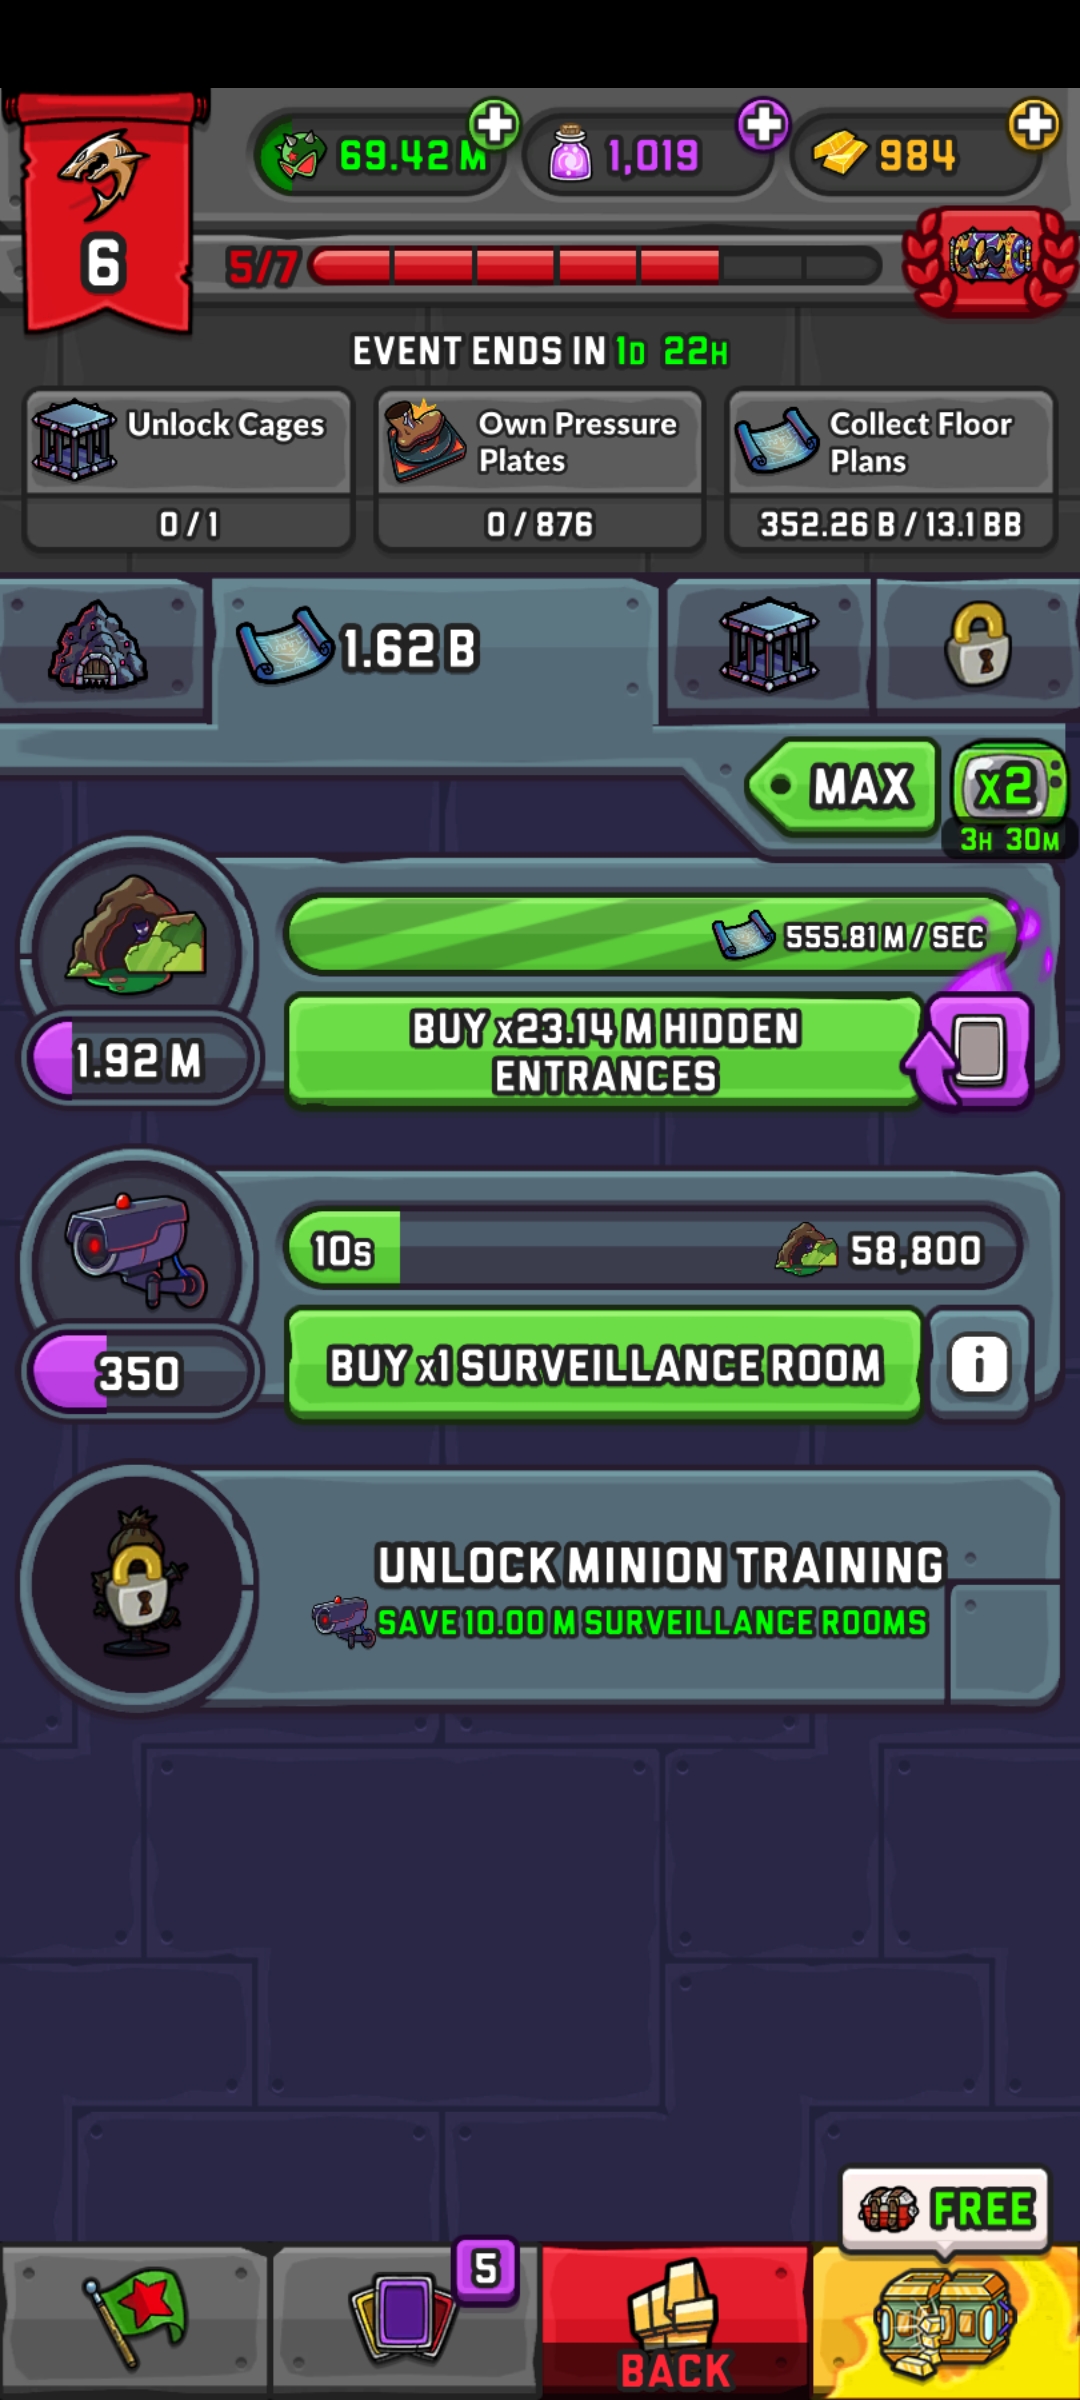 69.42 M
1,019
984
6
5/7
EVENT ENDS IN 1D 22H
Unlock Cages
0 / 1
Own Pressure
Plates
0 / 876
Collect Floor
Plans
352.26 B / 13.1 BB
1.62 B
MAX
x2
3H 30M
555.81 M / SEC
1.92 M
BUY x23.14 M HIDDEN
ENTRANCES
10s
58,800
350
BUY x1 SURVEILLANCE ROOM
i
UNLOCK MINION TRAINING
SAVE 10.00 M SURVEILLANCE ROOMS
FREE
5
BACK